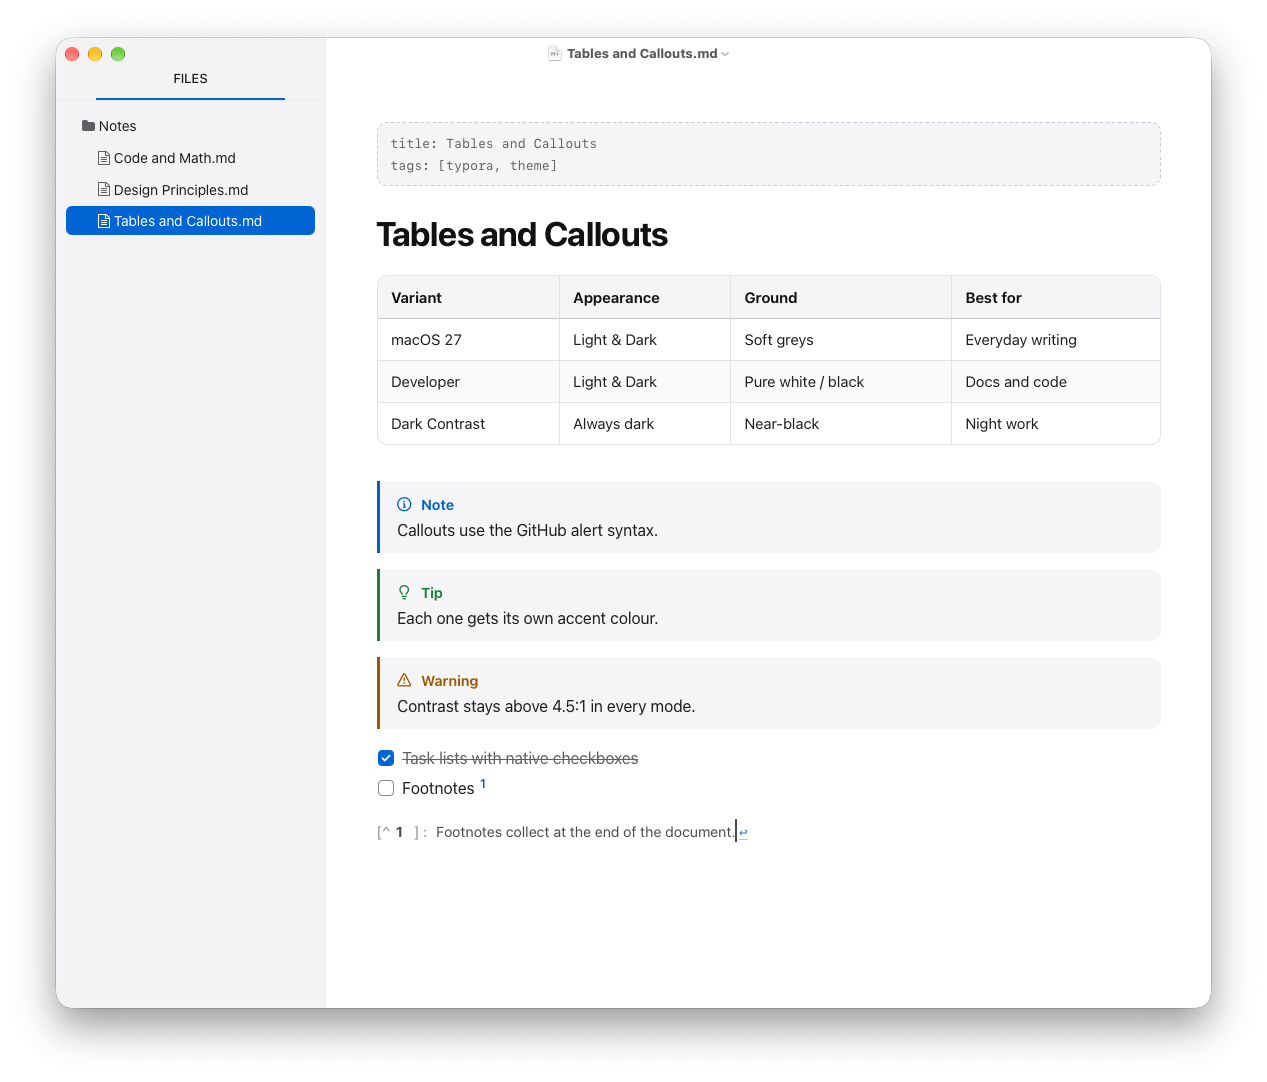 Tables and Callouts.md
FILES
Notes
Code and Math.md
Design Principles.md
Tables and Callouts.md
title: Tables and Callouts
tags: [typora, theme]
Tables and Callouts
Variant Appearance Ground Best for
macOS 27 Light & Dark Soft greys Everyday writing
Developer Light & Dark Pure white / black Docs and code
Dark Contrast Always dark Near-black Night work
Note
Callouts use the GitHub alert syntax.
Tip
Each one gets its own accent colour.
Warning
Contrast stays above 4.5:1 in every mode.
Task lists with native checkboxes
Footnotes 1
[^ 1 ]: Footnotes collect at the end of the document.↩